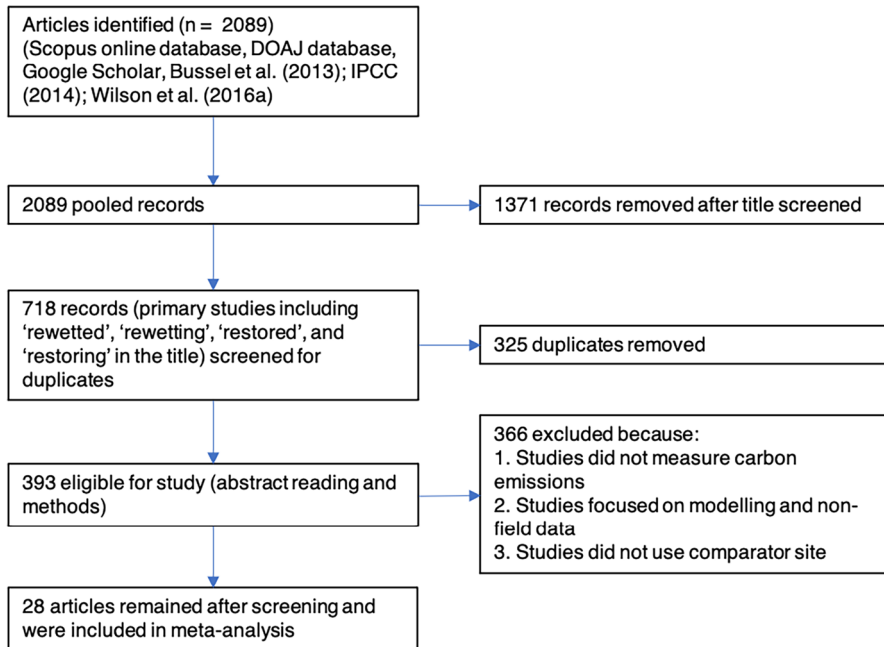 Articles identified (n = 2089)
(Scopus online database, DOAJ database,
Google Scholar, Bussel et al. (2013); IPCC
(2014); Wilson et al. (2016a)
2089 pooled records
1371 records removed after title screened
718 records (primary studies including
‘rewetted’, ‘rewetting’, ‘restored’, and
‘restoring’ in the title) screened for
duplicates
325 duplicates removed
393 eligible for study (abstract reading and
methods)
366 excluded because:
1. Studies did not measure carbon
emissions
2. Studies focused on modelling and non-
field data
3. Studies did not use comparator site
28 articles remained after screening and
were included in meta-analysis